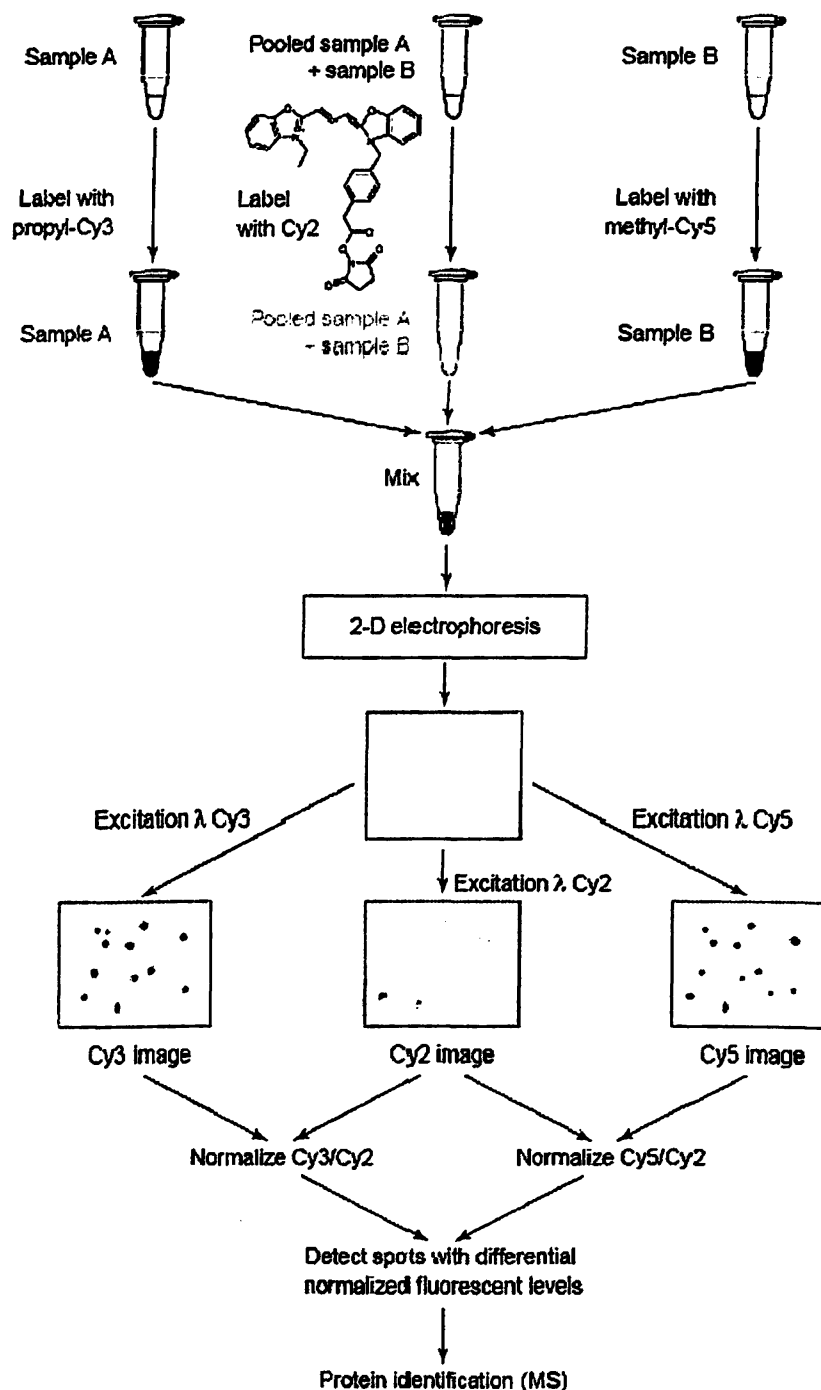 Sample A
Pooled sample A
+ sample B
Sample B
Label with
propyl-Cy3
Label
with Cy2
Label with
methyl-Cy5
Sample A
Pooled sample A
+ sample B
Sample B
Mix
2-D electrophoresis
Excitation λ Cy3
Excitation λ Cy5
Excitation λ Cy2
Cy3 image
Cy2 image
Cy5 image
Normalize Cy3/Cy2
Normalize Cy5/Cy2
Detect spots with differential
normalized fluorescent levels
Protein identification (MS)